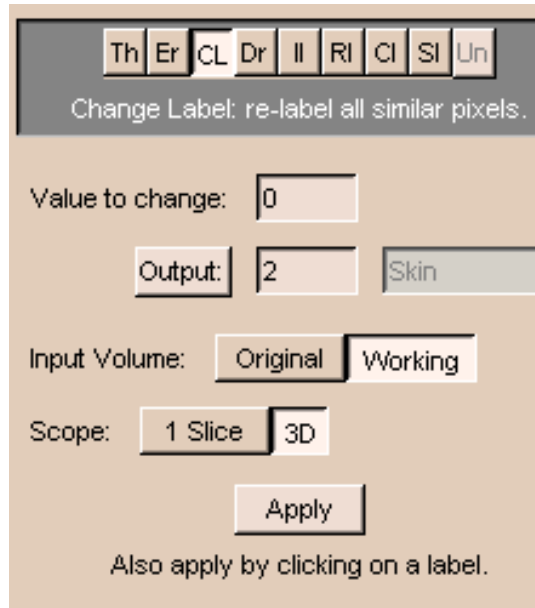 Th Er CL Dr II RI CI SI Un
Change Label: re-label all similar pixels.
Value to change: 0
Output: 2 Skin
Input Volume: Original Working
Scope: 1 Slice 3D
Apply
Also apply by clicking on a label.